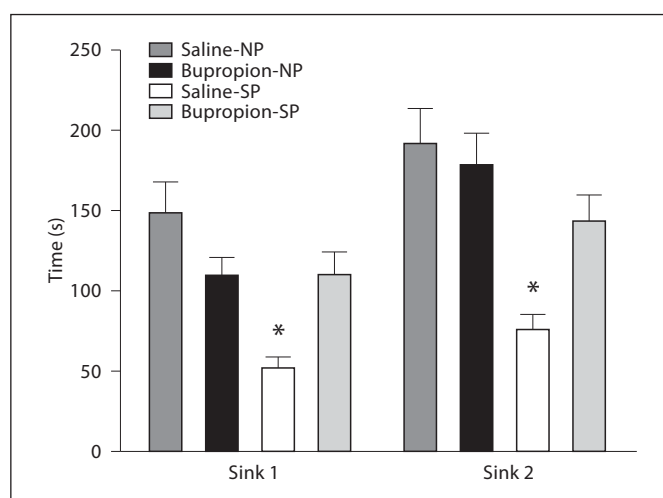 250
200
150
100
50
0
Time (s)
Saline-NP
Bupropion-NP
Saline-SP
Bupropion-SP
*
*
Sink 1
Sink 2